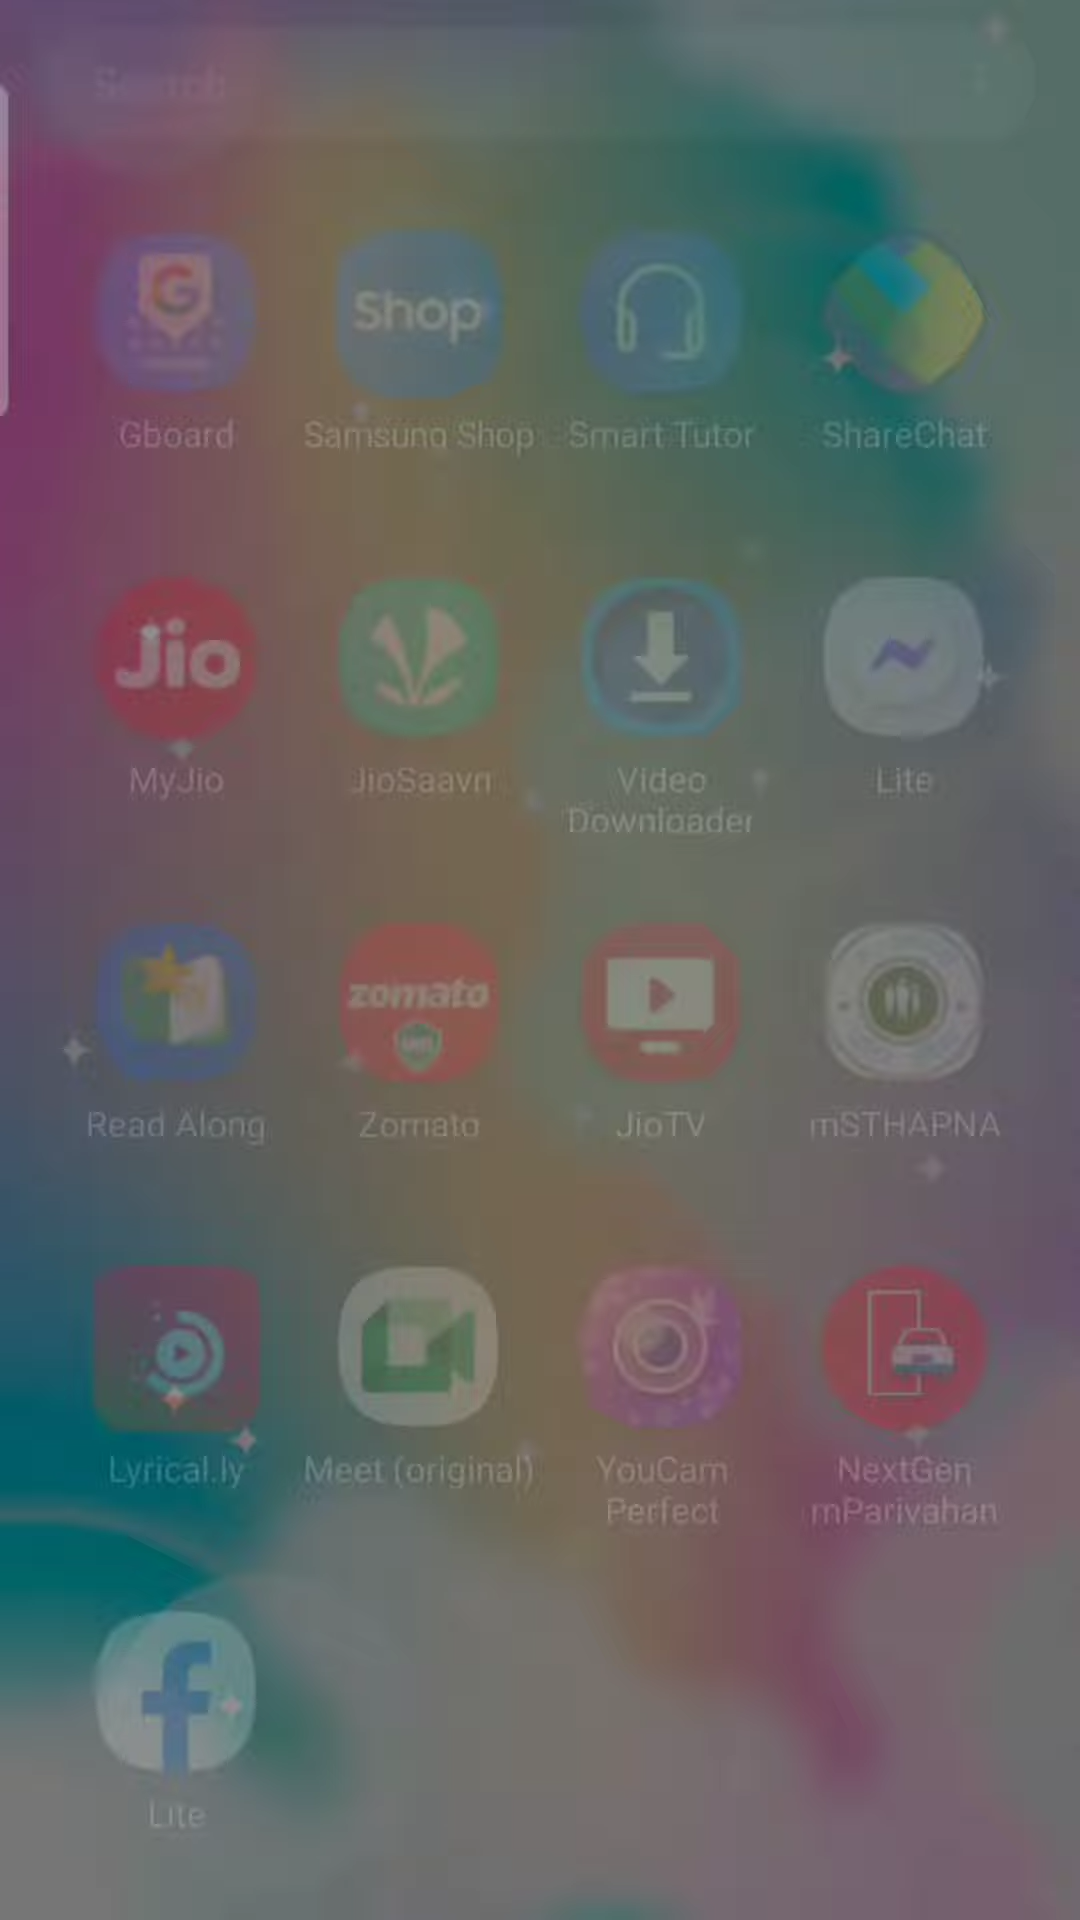 Search
G
Shop
Gboard
Samsung Shop
Smart Tutor
ShareChat
Jio
MyJio
JioSaavn
Video
Downloader
Lite
zomato
Read Along
Zomato
JioTV
mSTHAPNA
Lyrical.ly
Meet (original)
YouCam
Perfect
NextGen
mParivahan
f
Lite